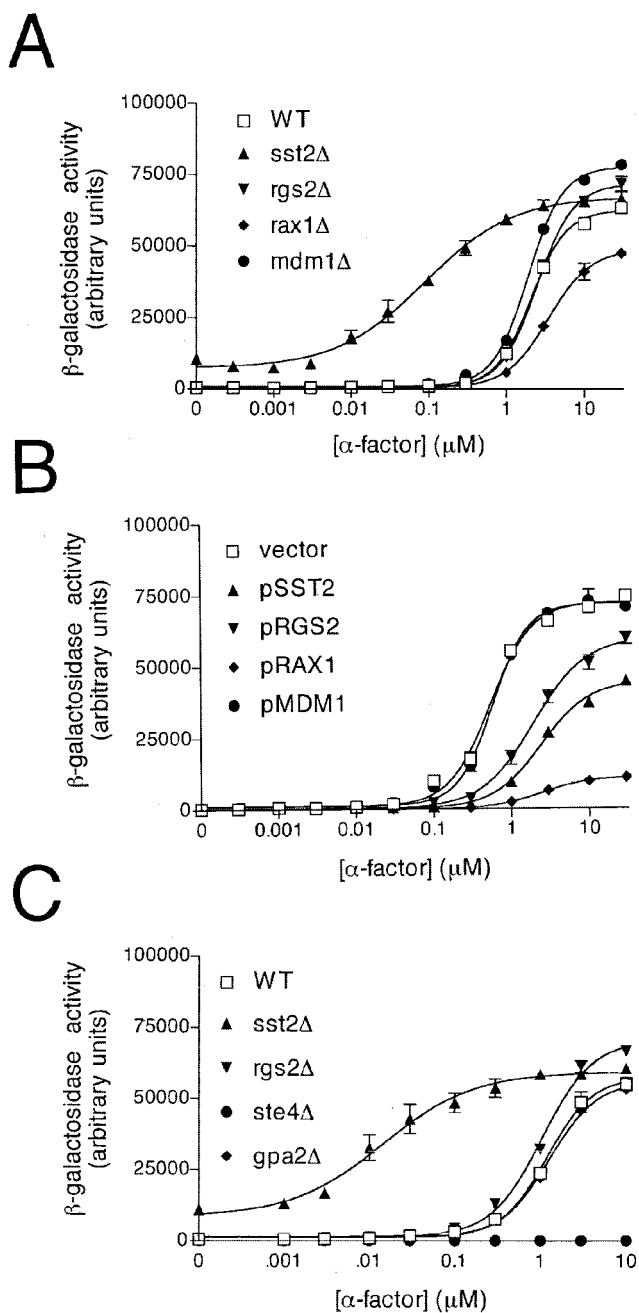 A
β-galactosidase activity
(arbitrary units)
100000
75000
50000
25000
0
WT
sst2Δ
rgs2Δ
rax1Δ
mdm1Δ
0
0.001
0.01
0.1
1
10
[α-factor] (μM)
B
β-galactosidase activity
(arbitrary units)
100000
75000
50000
25000
0
vector
pSST2
pRGS2
pRAX1
pMDM1
0
0.001
0.01
0.1
1
10
[α-factor] (μM)
C
β-galactosidase activity
(arbitrary units)
100000
75000
50000
25000
0
WT
sst2Δ
rgs2Δ
ste4Δ
gpa2Δ
0
0.001
.01
0.1
1
10
[α-factor] (μM)